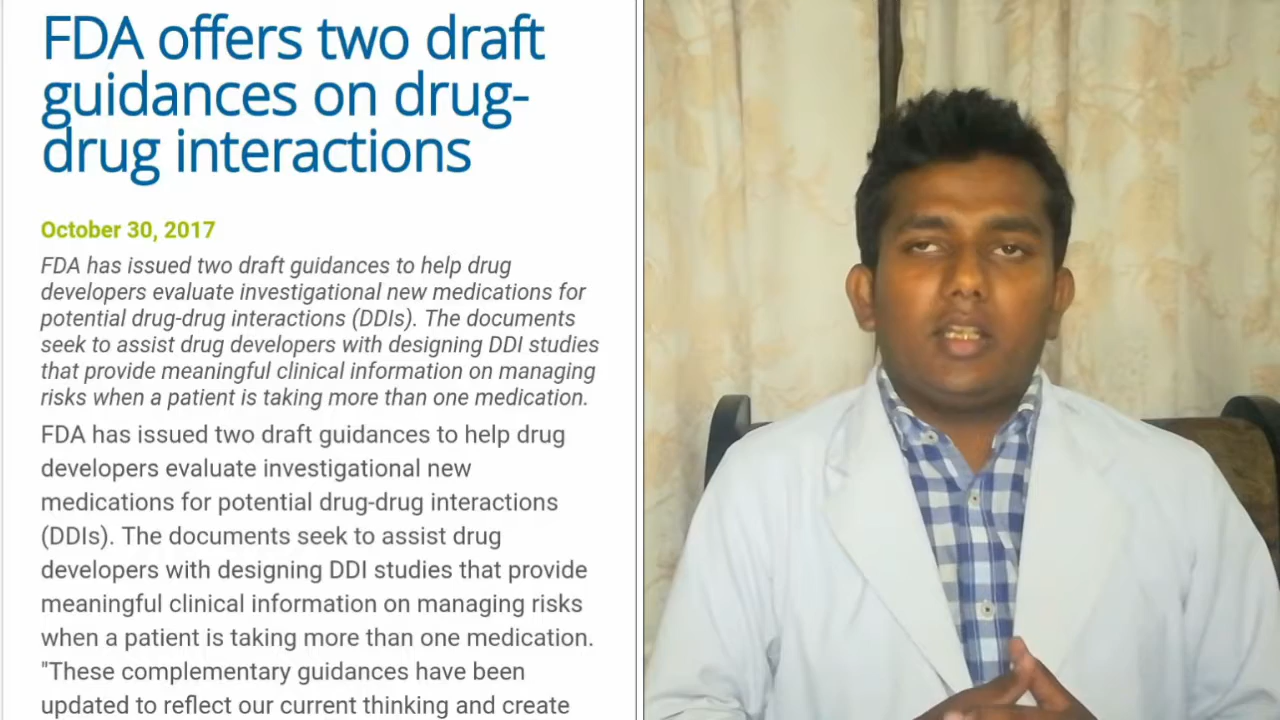 FDA offers two draft
guidances on drug-
drug interactions
October 30, 2017
FDA has issued two draft guidances to help drug
developers evaluate investigational new medications for
potential drug-drug interactions (DDIs). The documents
seek to assist drug developers with designing DDI studies
that provide meaningful clinical information on managing
risks when a patient is taking more than one medication.
FDA has issued two draft guidances to help drug
developers evaluate investigational new
medications for potential drug-drug interactions
(DDIs). The documents seek to assist drug
developers with designing DDI studies that provide
meaningful clinical information on managing risks
when a patient is taking more than one medication.
"These complementary guidances have been
updated to reflect our current thinking and create